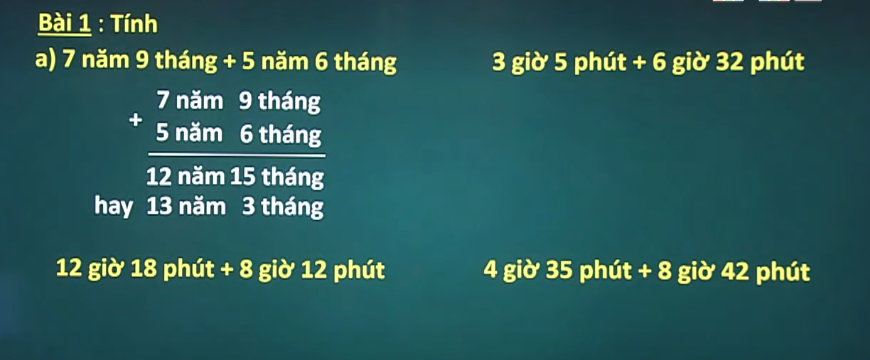 Bài 1 : Tính
a) 7 năm 9 tháng + 5 năm 6 tháng
3 giờ 5 phút + 6 giờ 32 phút
7 năm 9 tháng
+
5 năm 6 tháng
12 năm 15 tháng
hay 13 năm 3 tháng
12 giờ 18 phút + 8 giờ 12 phút
4 giờ 35 phút + 8 giờ 42 phút